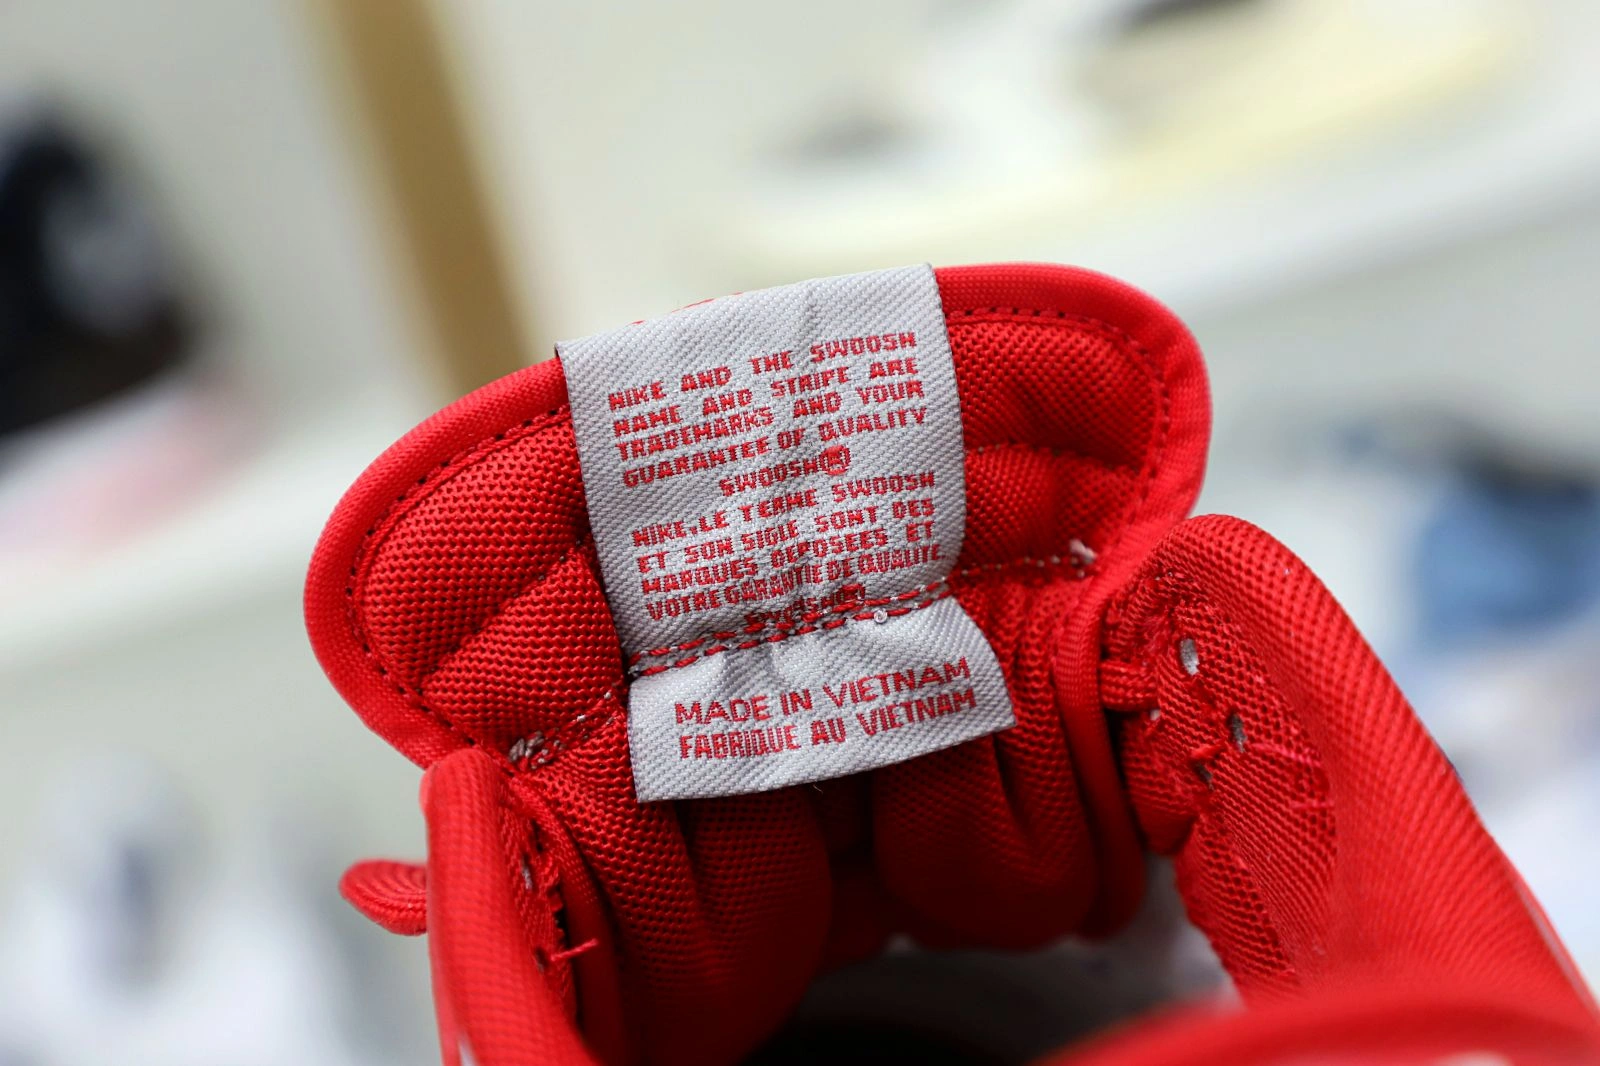 NIKE AND THE SWOOSH
NAME AND STRIPE ARE
TRADEMARKS AND YOUR
GUARANTEE OF QUALITY
SWOOSH®
NIKE,LE TERME SWOOSH
ET SON SIGLE SONT DES
MARQUES DEPOSEES ET
VOTRE GARANTIE DE QUALITE.
SWOOSH®
MADE IN VIETNAM
FABRIQUE AU VIETNAM